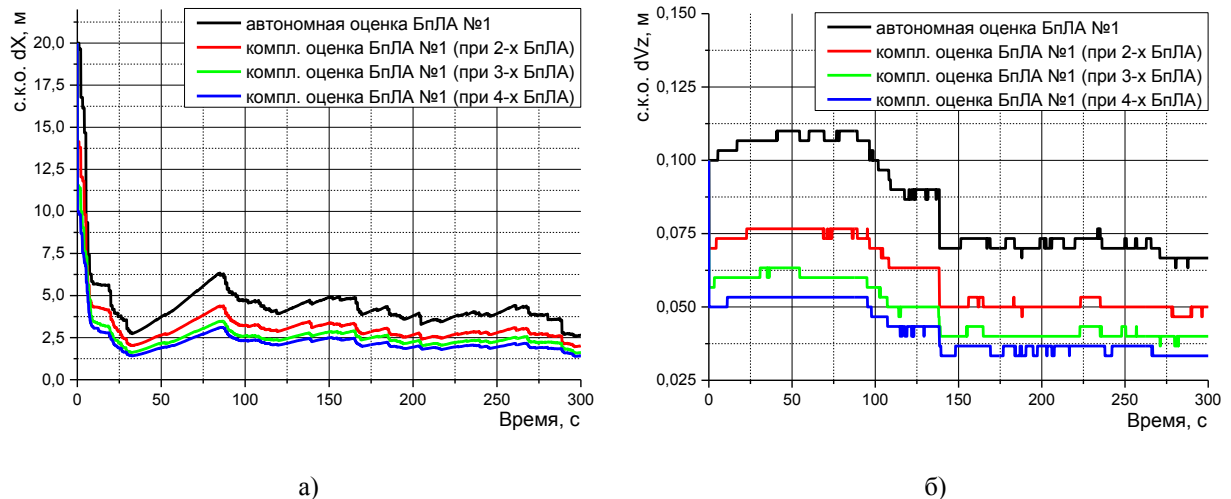 автономная оценка БпЛА №1
компл. оценка БпЛА №1 (при 2-х БпЛА)
компл. оценка БпЛА №1 (при 3-х БпЛА)
компл. оценка БпЛА №1 (при 4-х БпЛА)
с.к.о. dX, м
20,0
17,5
15,0
12,5
10,0
7,5
5,0
2,5
0,0
0
50
100
150
200
250
300
Время, с
а)
автономная оценка БпЛА №1
компл. оценка БпЛА №1 (при 2-х БпЛА)
компл. оценка БпЛА №1 (при 3-х БпЛА)
компл. оценка БпЛА №1 (при 4-х БпЛА)
с.к.о. dVz, м
0,150
0,125
0,100
0,075
0,050
0,025
0
50
100
150
200
250
300
Время, с
б)